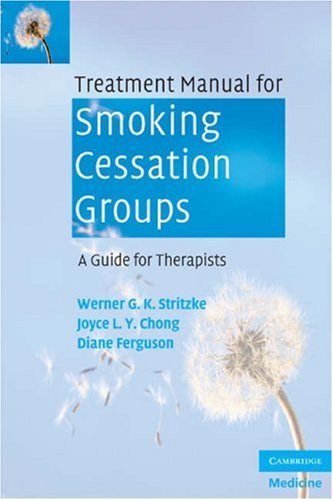 Treatment Manual for
Smoking
Cessation
Groups
A Guide for Therapists
Werner G. K. Stritzke
Joyce L. Y. Chong
Diane Ferguson
CAMBRIDGE
Medicine